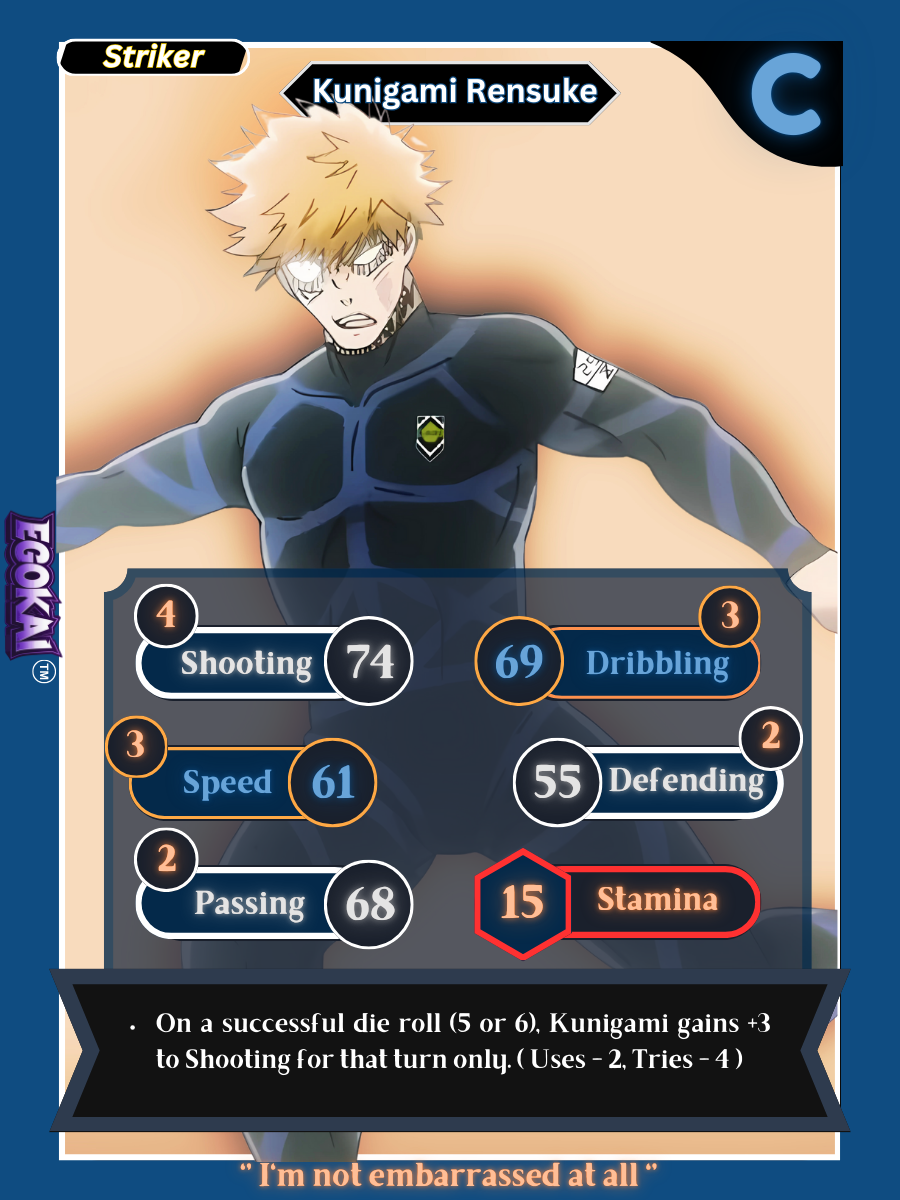 Striker
Kunigami Rensuke
C
EGOKAI
TM
4
Shooting 74
3
69 Dribbling
3
Speed 61
2
55 Defending
2
Passing 68
15 Stamina
• On a successful die roll (5 or 6), Kunigami gains +3
to Shooting for that turn only. ( Uses - 2, Tries - 4 )
" I'm not embarrassed at all "